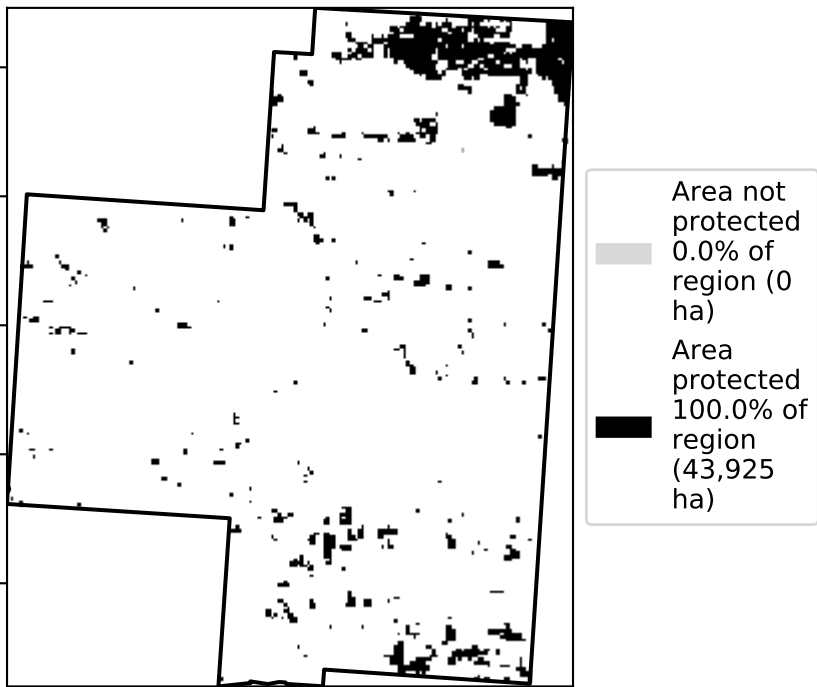 Area not
protected
0.0% of
region (0
ha)
Area
protected
100.0% of
region
(43,925
ha)